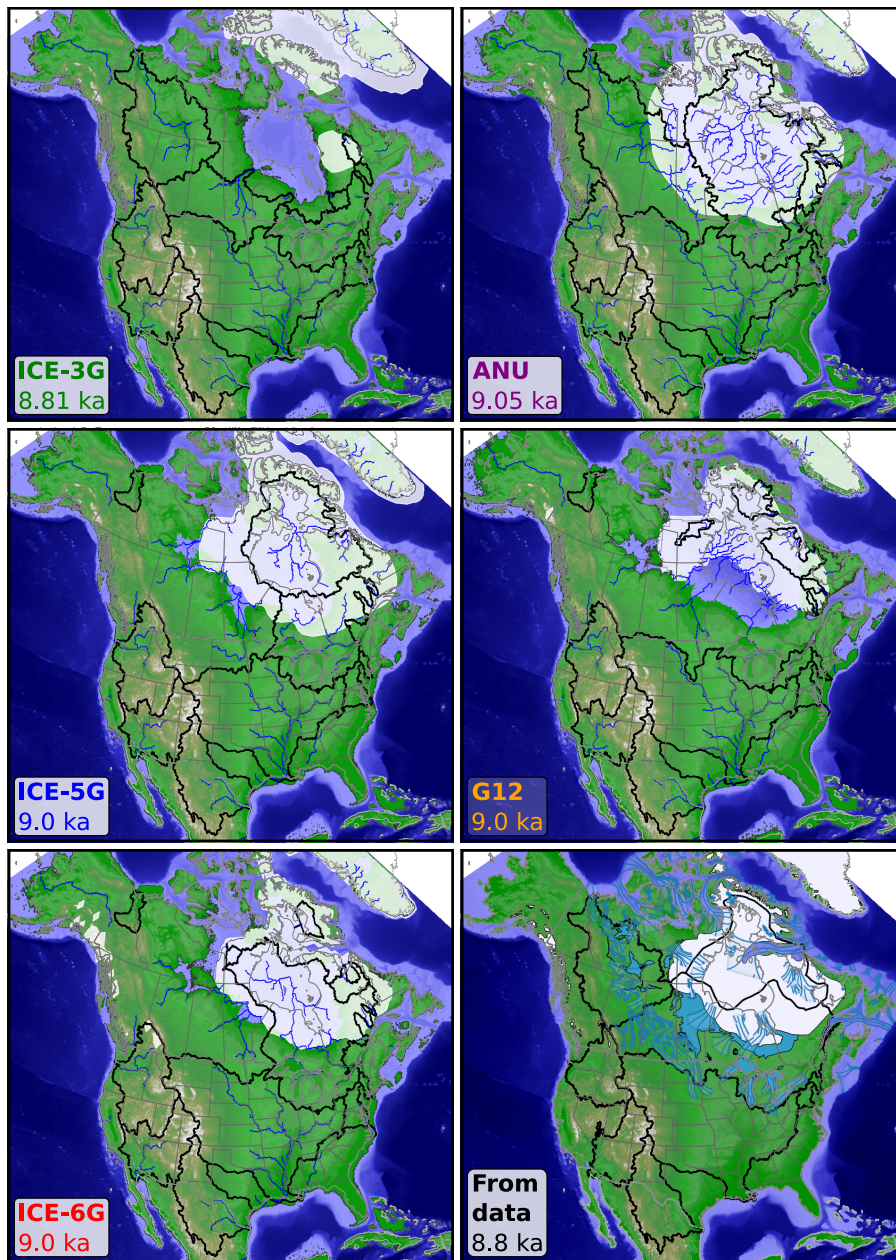 ICE-3G
8.81 ka
ANU
9.05 ka
ICE-5G
9.0 ka
G12
9.0 ka
ICE-6G
9.0 ka
From
data
8.8 ka